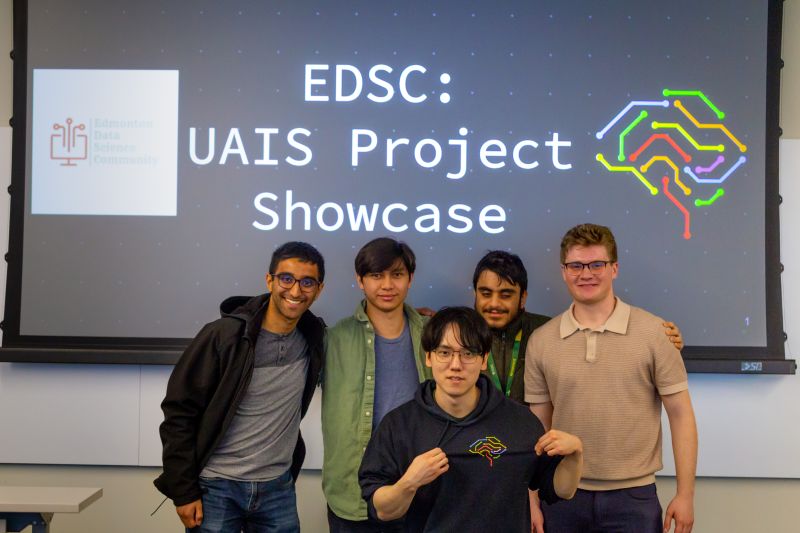 EDSC:
UAIS Project
Showcase
Edmonton
Data
Science
Community
1